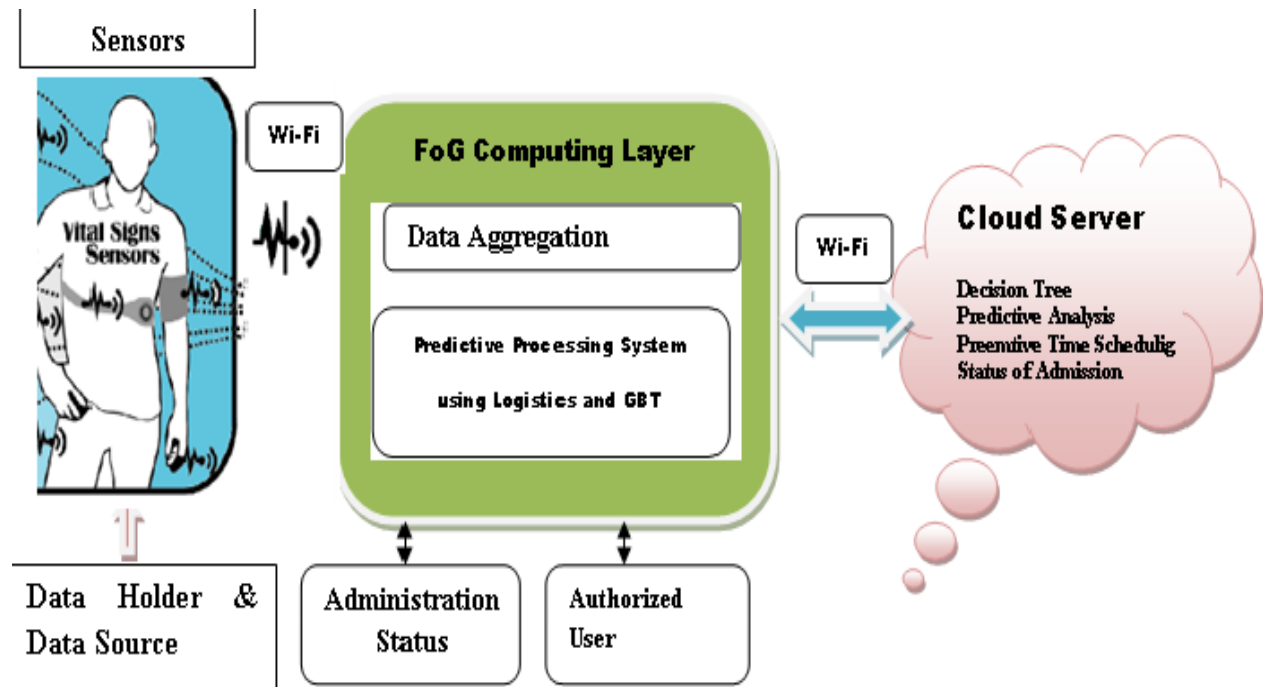 Sensors
Vital Signs
Sensors
Data Holder &
Data Source
Wi-Fi
FoG Computing Layer
Data Aggregation
Predictive Processing System
using Logistics and GBT
Administration
Status
Authorized
User
Wi-Fi
Cloud Server
Decision Tree
Predictive Analysis
Preemtive Time Schedulig
Status of Admission